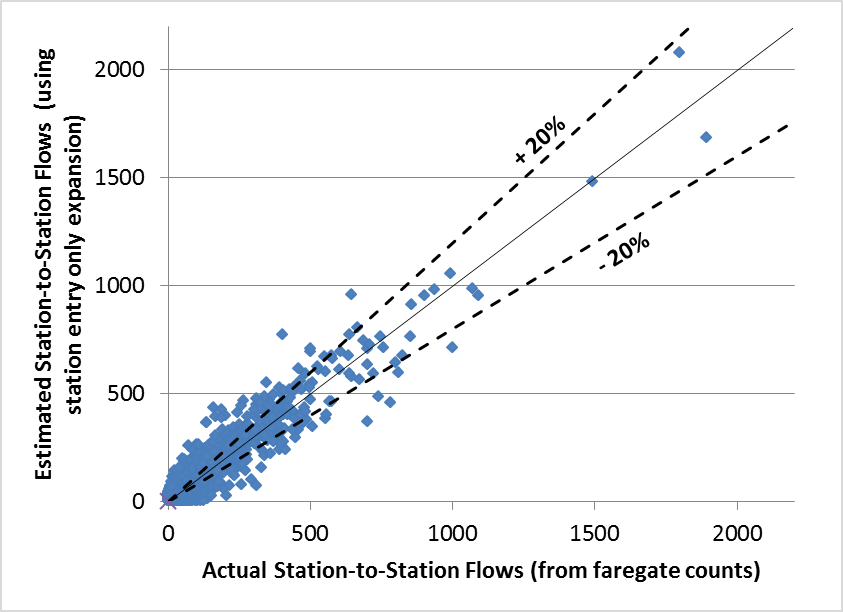 Estimated Station-to-Station Flows (using
station entry only expansion)
2000
1500
1000
500
0
+ 20%
- 20%
0 500 1000 1500 2000
Actual Station-to-Station Flows (from faregate counts)